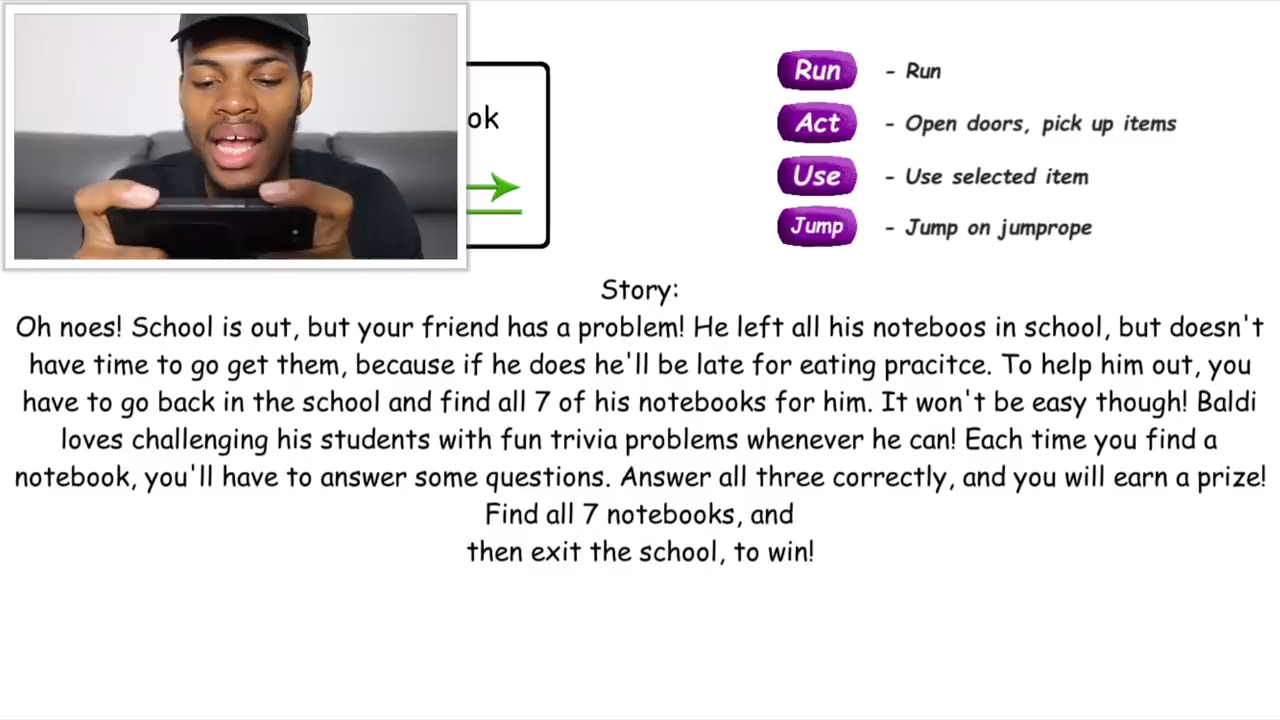 ok
Run - Run
Act - Open doors, pick up items
Use - Use selected item
Jump - Jump on jumprope
Story:
Oh noes! School is out, but your friend has a problem! He left all his noteboos in school, but doesn't
have time to go get them, because if he does he'll be late for eating pracitce. To help him out, you
have to go back in the school and find all 7 of his notebooks for him. It won't be easy though! Baldi
loves challenging his students with fun trivia problems whenever he can! Each time you find a
notebook, you'll have to answer some questions. Answer all three correctly, and you will earn a prize!
Find all 7 notebooks, and
then exit the school, to win!